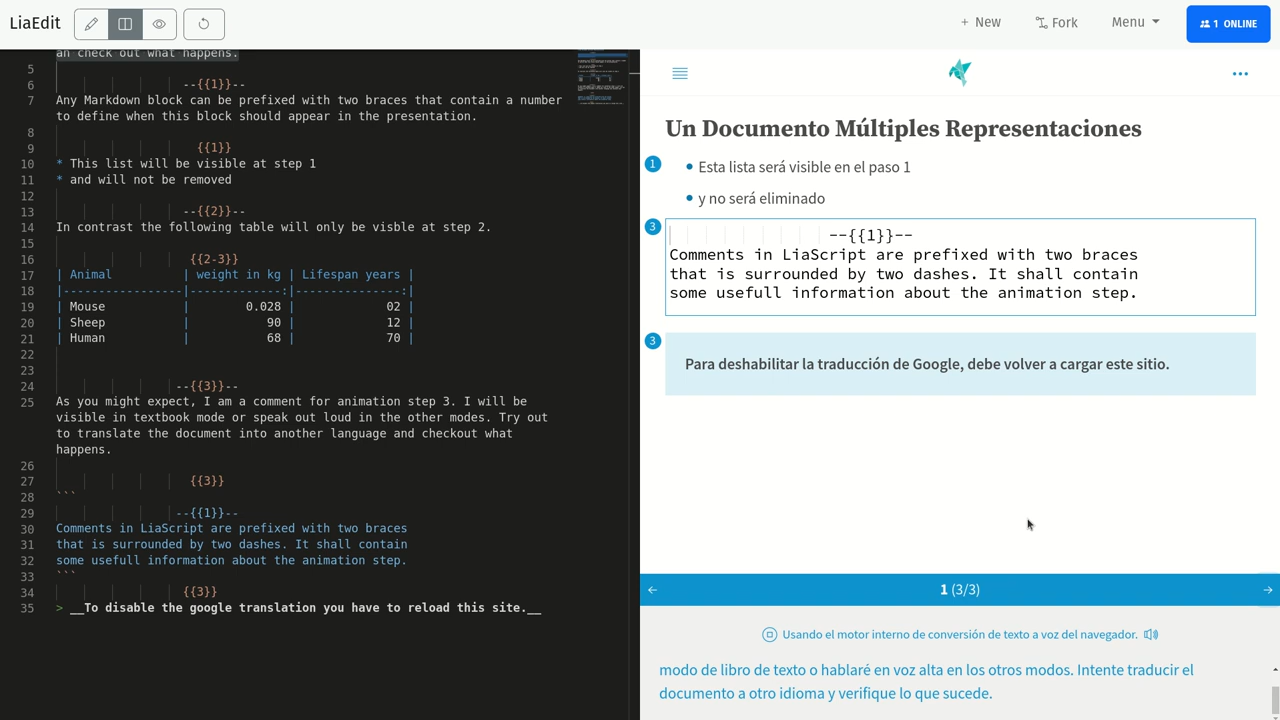 LiaEdit
+ New
Fork
Menu
1 ONLINE
an check out what happens.
5
6 --{{1}}--
7 Any Markdown block can be prefixed with two braces that contain a number
to define when this block should appear in the presentation.
8
9 {{1}}
10 * This list will be visible at step 1
11 * and will not be removed
12
13 --{{2}}--
14 In contrast the following table will only be visble at step 2.
15
16 {{2-3}}
17 | Animal | weight in kg | Lifespan years |
18 |-----------------|-------------:|---------------:|
19 | Mouse | 0.028 | 02 |
20 | Sheep | 90 | 12 |
21 | Human | 68 | 70 |
22
23
24 --{{3}}--
25 As you might expect, I am a comment for animation step 3. I will be
visible in textbook mode or speak out loud in the other modes. Try out
to translate the document into another language and checkout what
happens.
26
27 {{3}}
28 ```
29 --{{1}}--
30 Comments in LiaScript are prefixed with two braces
31 that is surrounded by two dashes. It shall contain
32 some usefull information about the animation step.
33 ```
34 {{3}}
35 > __To disable the google translation you have to reload this site.__
Un Documento Múltiples Representaciones
1 • Esta lista será visible en el paso 1
• y no será eliminado
3 --{{1}}--
Comments in LiaScript are prefixed with two braces
that is surrounded by two dashes. It shall contain
some usefull information about the animation step.
3 Para deshabilitar la traducción de Google, debe volver a cargar este sitio.
← 1 (3/3) →
Usando el motor interno de conversión de texto a voz del navegador.
modo de libro de texto o hablaré en voz alta en los otros modos. Intente traducir el
documento a otro idioma y verifique lo que sucede.